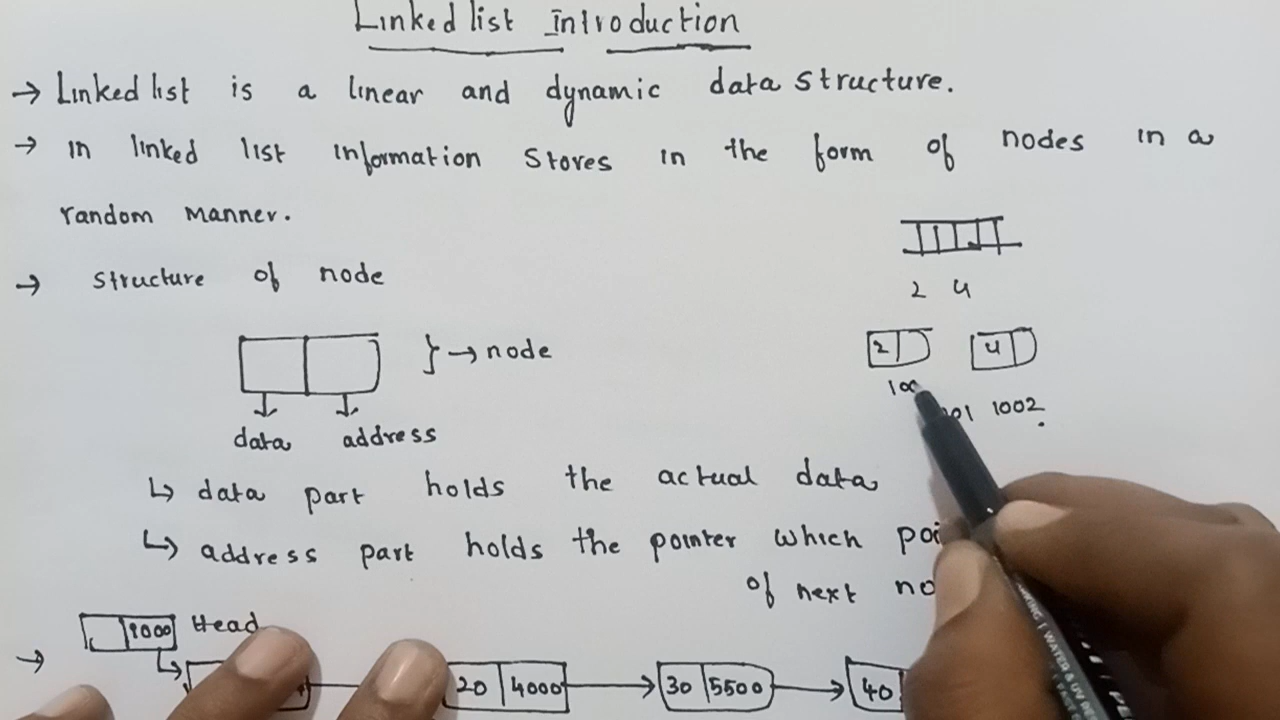 Linked list Introduction
→ Linked list is a linear and dynamic data structure.
→ In linked list Information Stores in the form of nodes in a
random manner.
→ Structure of node
2 4
} → node
2 4
100
1002
data address
↳ data part holds the actual data
↳ address part holds the pointer which
of next
1000 Head
→
20 4000 → 30 5500 → 40